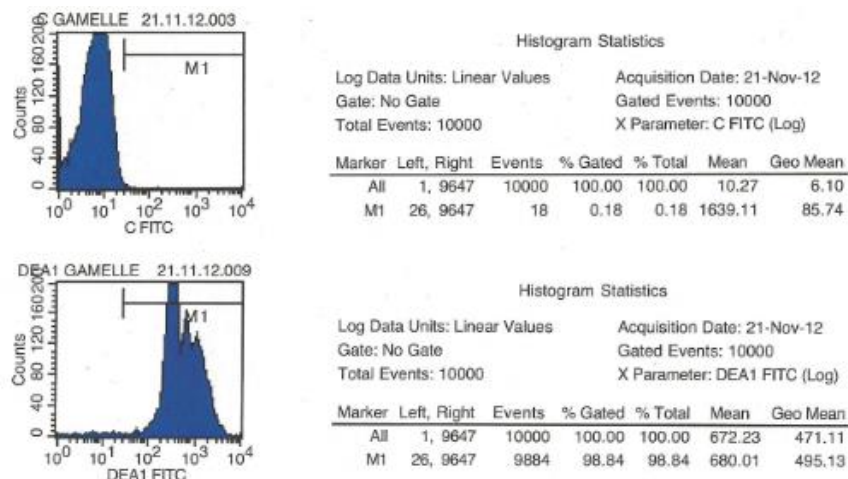 C GAMELLE 21.11.12.003
200
160
120
80
40
0
Counts
M1
10^0 10^1 10^2 10^3 10^4
C FITC
Histogram Statistics
Log Data Units: Linear Values Acquisition Date: 21-Nov-12
Gate: No Gate Gated Events: 10000
Total Events: 10000 X Parameter: C FITC (Log)
Marker Left, Right Events % Gated % Total Mean Geo Mean
All 1, 9647 10000 100.00 100.00 10.27 6.10
M1 26, 9647 18 0.18 0.18 1639.11 85.74
DEA1 GAMELLE 21.11.12.009
200
160
120
80
40
0
Counts
M1
10^0 10^1 10^2 10^3 10^4
DEA1 FITC
Histogram Statistics
Log Data Units: Linear Values Acquisition Date: 21-Nov-12
Gate: No Gate Gated Events: 10000
Total Events: 10000 X Parameter: DEA1 FITC (Log)
Marker Left, Right Events % Gated % Total Mean Geo Mean
All 1, 9647 10000 100.00 100.00 672.23 471.11
M1 26, 9647 9884 98.84 98.84 680.01 495.13